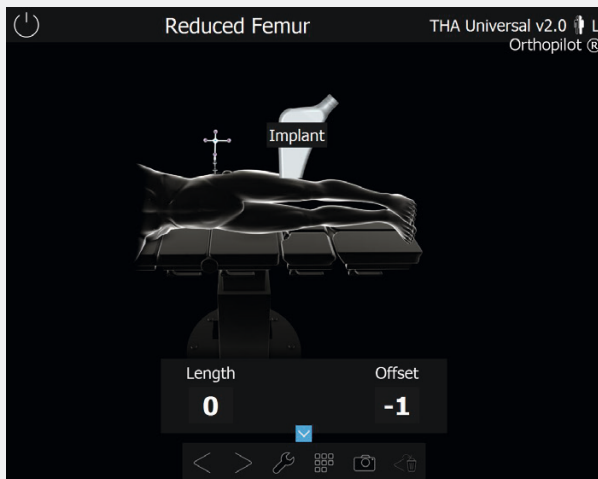 Reduced Femur
THA Universal v2.0 L
Orthopilot ®
Implant
Length Offset
0 -1